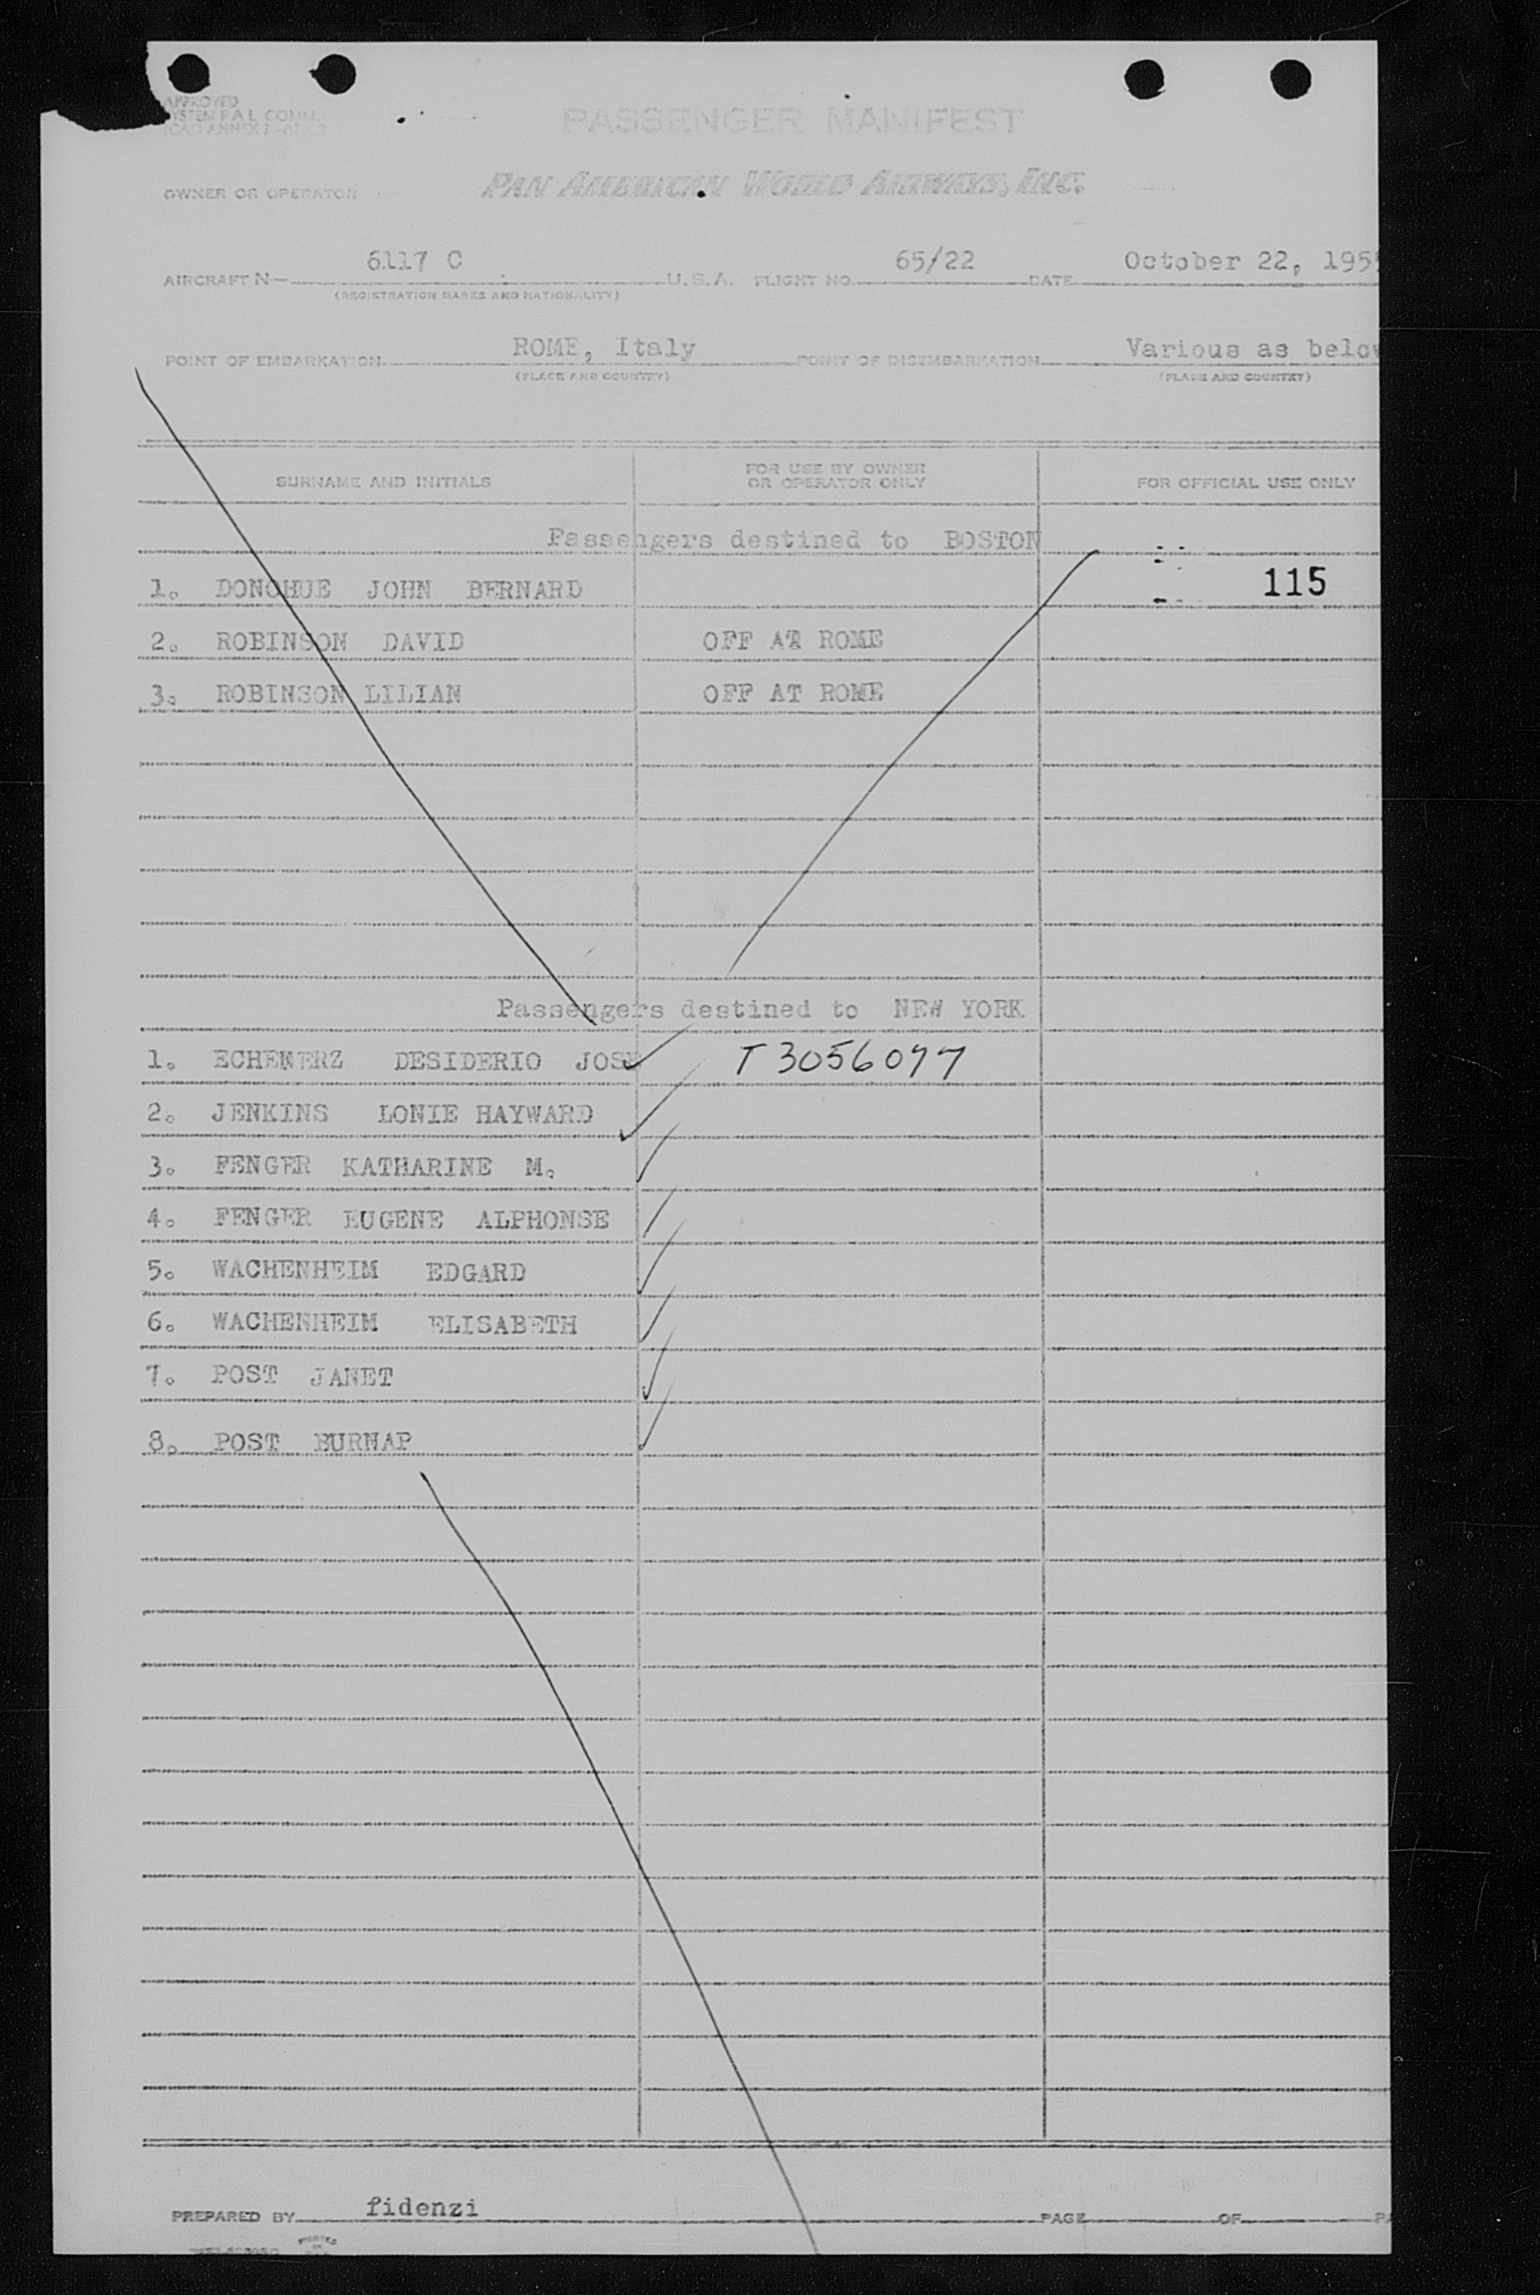 APPROVED
PASSENGER MANIFEST
OWNER OR OPERATOR PAN AMERICAN WORLD AIRWAYS, INC.
AIRCRAFT N— 6117 C U.S.A. FLIGHT NO. 65/22 DATE October 22, 195
(REGISTRATION MARKS AND NATIONALITY)
POINT OF EMBARKATION ROME, Italy POINT OF DISEMBARKATION Various as belo
(PLACE AND COUNTRY) (PLACE AND COUNTRY)
SURNAME AND INITIALS FOR USE BY OWNER OR OPERATOR ONLY FOR OFFICIAL USE ONLY
Passengers destined to BOSTON
1. DONOHUE JOHN BERNARD 115
2. ROBINSON DAVID OFF AT ROME
3. ROBINSON LILIAN OFF AT ROME
Passengers destined to NEW YORK
1. DESIDERIO JOSE T 3056077
2. JENKINS LONIE HAYWARD
3. FENGER KATHARINE M.
4. FENGER EUGENE ALPHONSE
5. WACHENHEIM EDGARD
6. WACHENHEIM ELISABETH
7. POST JANET
8. POST BURNAP
PREPARED BY fidenzi PAGE OF